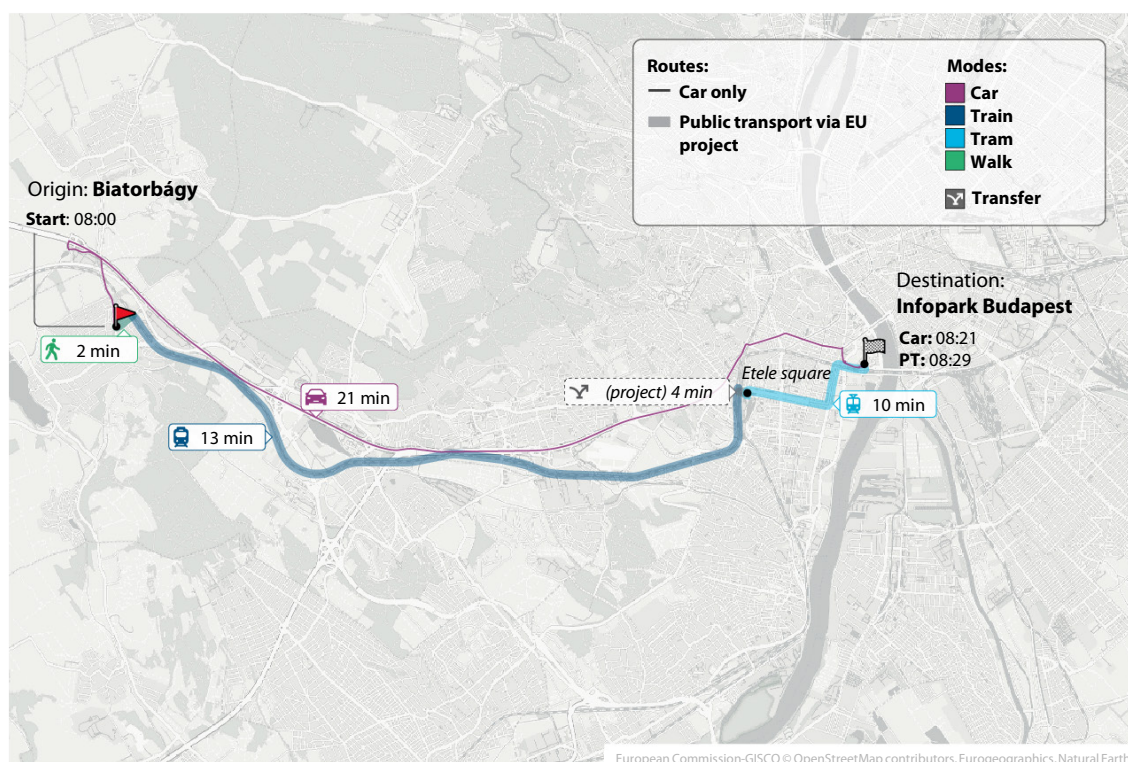 Routes:
Car only
Public transport via EU
project
Modes:
Car
Train
Tram
Walk
Transfer
Origin: Biatorbágy
Start: 08:00
Destination:
Infopark Budapest
Car: 08:21
PT: 08:29
2 min
21 min
13 min
Etele square
(project) 4 min
10 min
European Commission-GISCO © OpenStreetMap contributors, Eurogeographics, Natural Earth